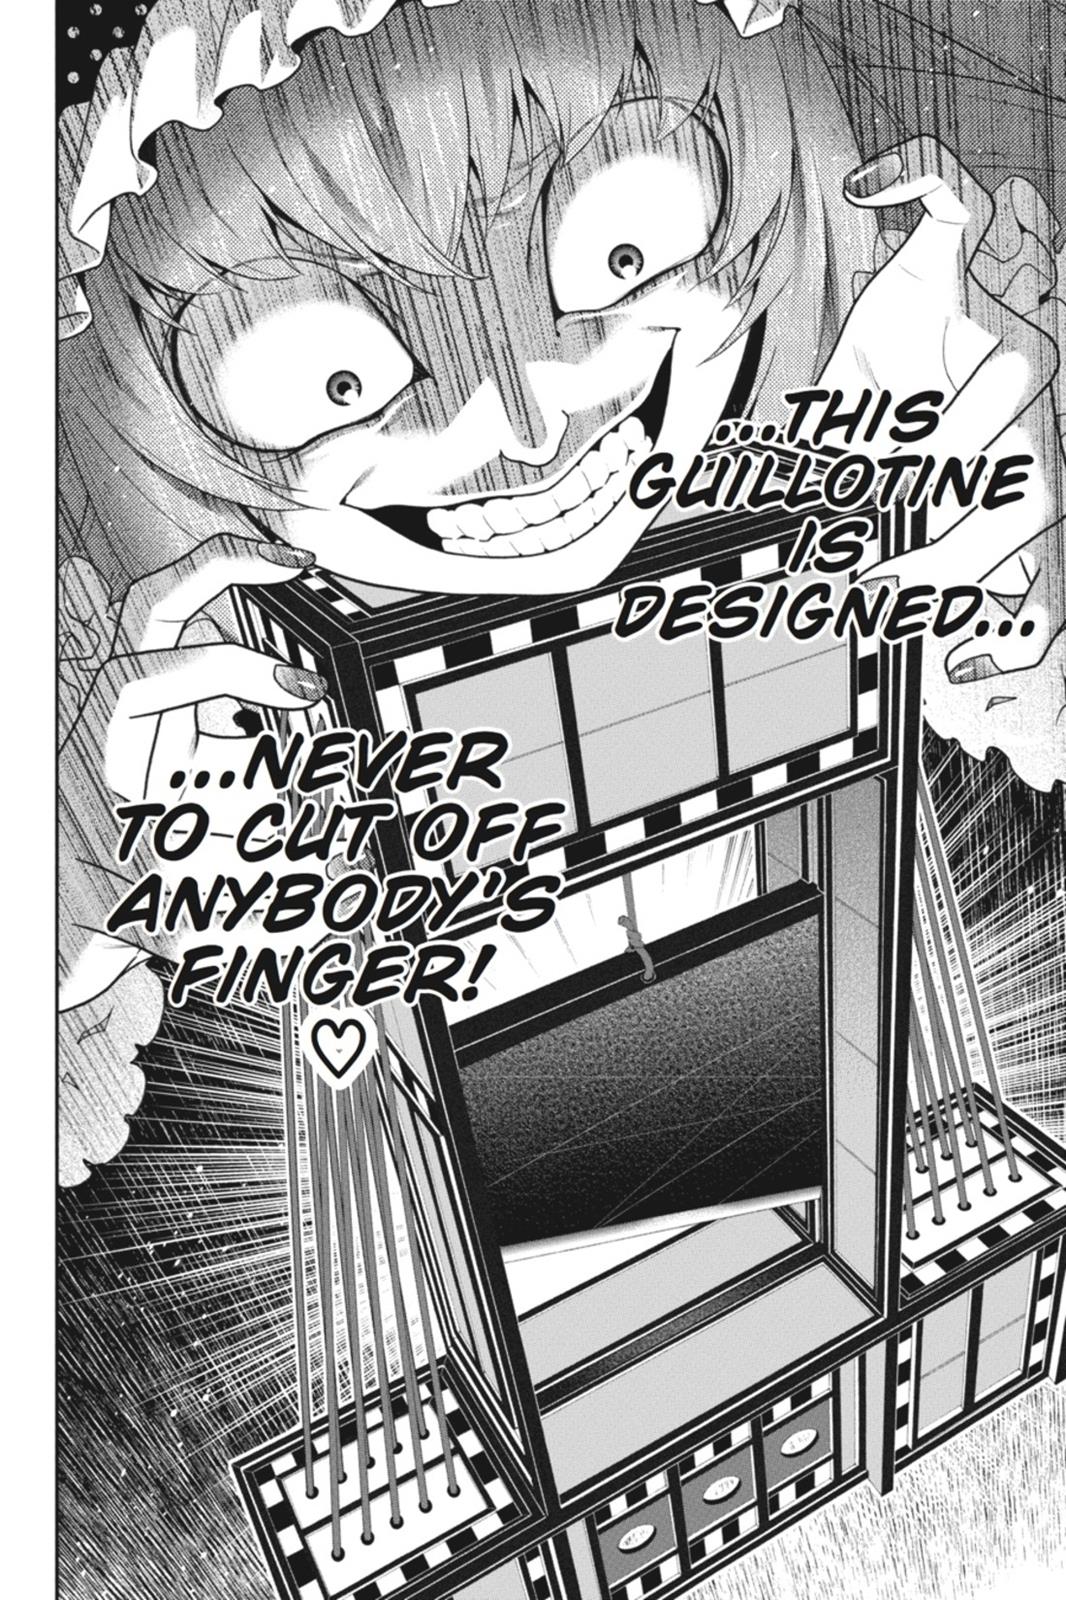 ...THIS
GUILLOTINE
IS
DESIGNED...
...NEVER
TO CUT OFF
ANYBODY'S
FINGER!
♡